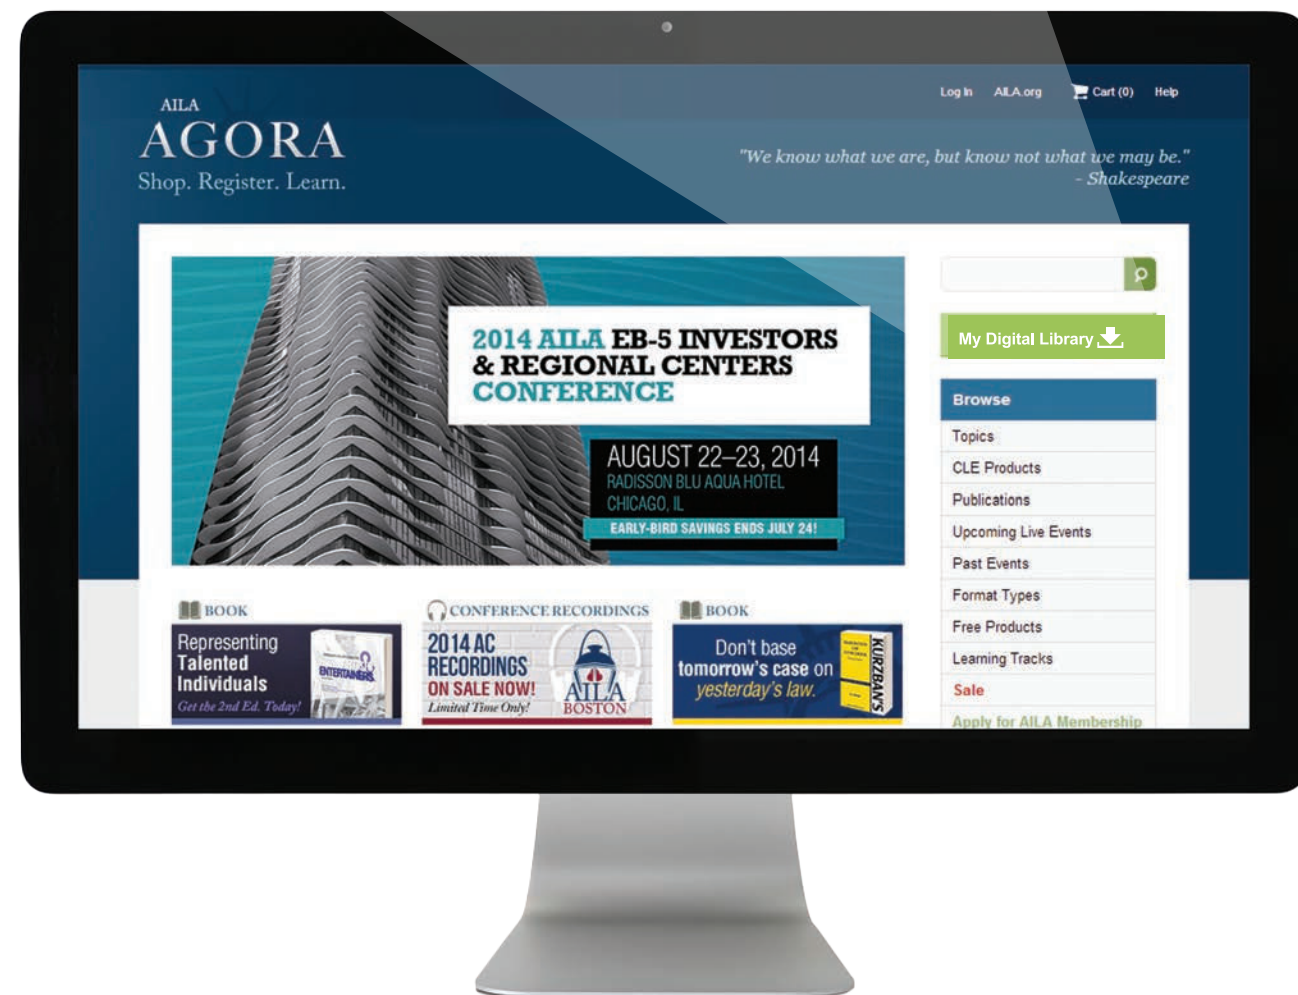 Log In AILA.org Cart (0) Help
AILA
AGORA
Shop. Register. Learn.
"We know what we are, but know not what we may be."
- Shakespeare
2014 AILA EB-5 INVESTORS
& REGIONAL CENTERS
CONFERENCE
AUGUST 22–23, 2014
RADISSON BLU AQUA HOTEL
CHICAGO, IL
EARLY-BIRD SAVINGS ENDS JULY 24!
My Digital Library
Browse
Topics
CLE Products
Publications
Upcoming Live Events
Past Events
Format Types
Free Products
Learning Tracks
Sale
Apply for AILA Membership
BOOK
Representing
Talented
Individuals
Get the 2nd Ed. Today!
ENTERTAINERS
CONFERENCE RECORDINGS
2014 AC
RECORDINGS
ON SALE NOW!
Limited Time Only!
AILA
BOSTON
BOOK
Don't base
tomorrow's case on
yesterday's law.
KURZBAN'S